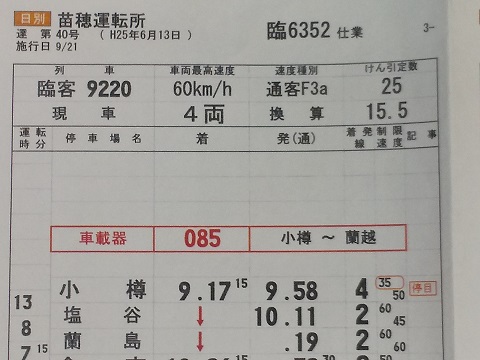 日別 苗穂運転所
達 第 40号 ( H25年6月13日 )
施行日 9/21
臨6352 仕業
3-
列車 車両最高速度 速度種別 けん引定数
臨客 9220 60km/h 通客F3a 25
現車 4両 換算 15.5
運転時分 停車場名 着 発(通) 着発線 制限速度 記事
車載器 085 小樽 ～ 蘭越
小樽 9.17 15 9.58 4 35 50 停目
13
塩谷 ↓ 10.11 2 60 45
8
蘭島 ↓ .19 2 60 50
7 15